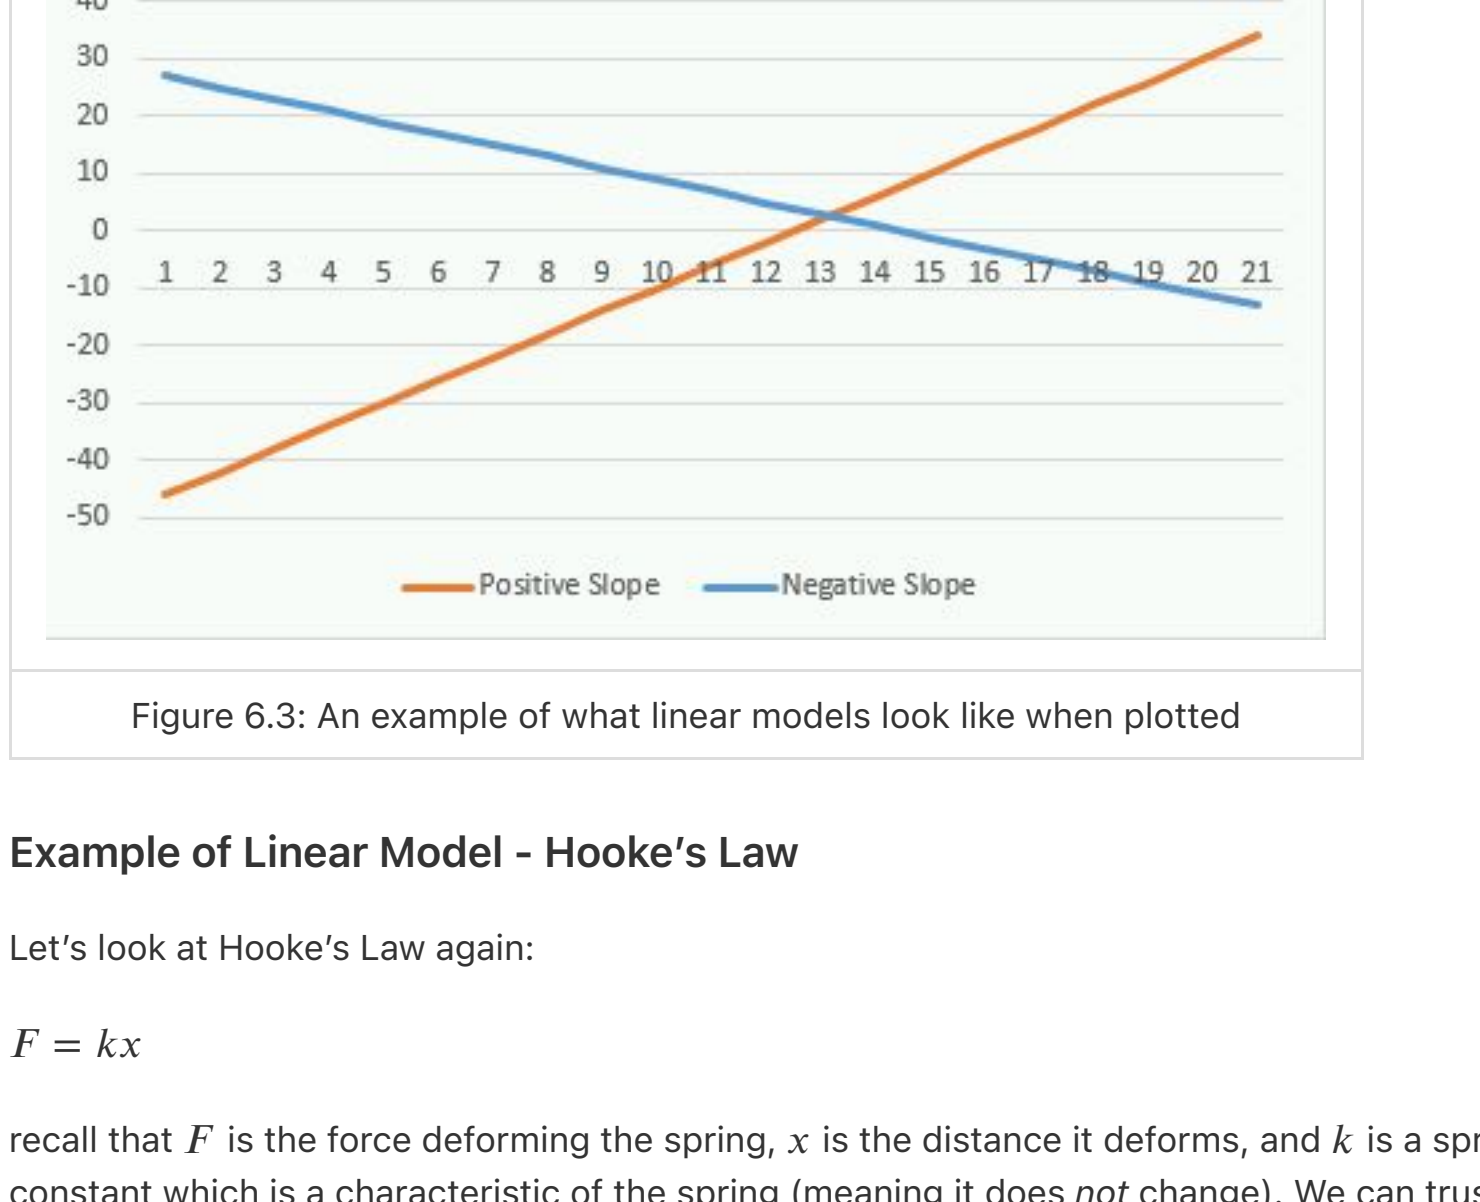 40
30
20
10
0
-10
-20
-30
-40
-50
1 2 3 4 5 6 7 8 9 10 11 12 13 14 15 16 17 18 19 20 21
Positive Slope Negative Slope
Figure 6.3: An example of what linear models look like when plotted
Example of Linear Model - Hooke’s Law
Let’s look at Hooke’s Law again:
F = kx
recall that F is the force deforming the spring, x is the distance it deforms, and k is a spr
constant which is a characteristic of the spring (meaning it does not change). We can trus